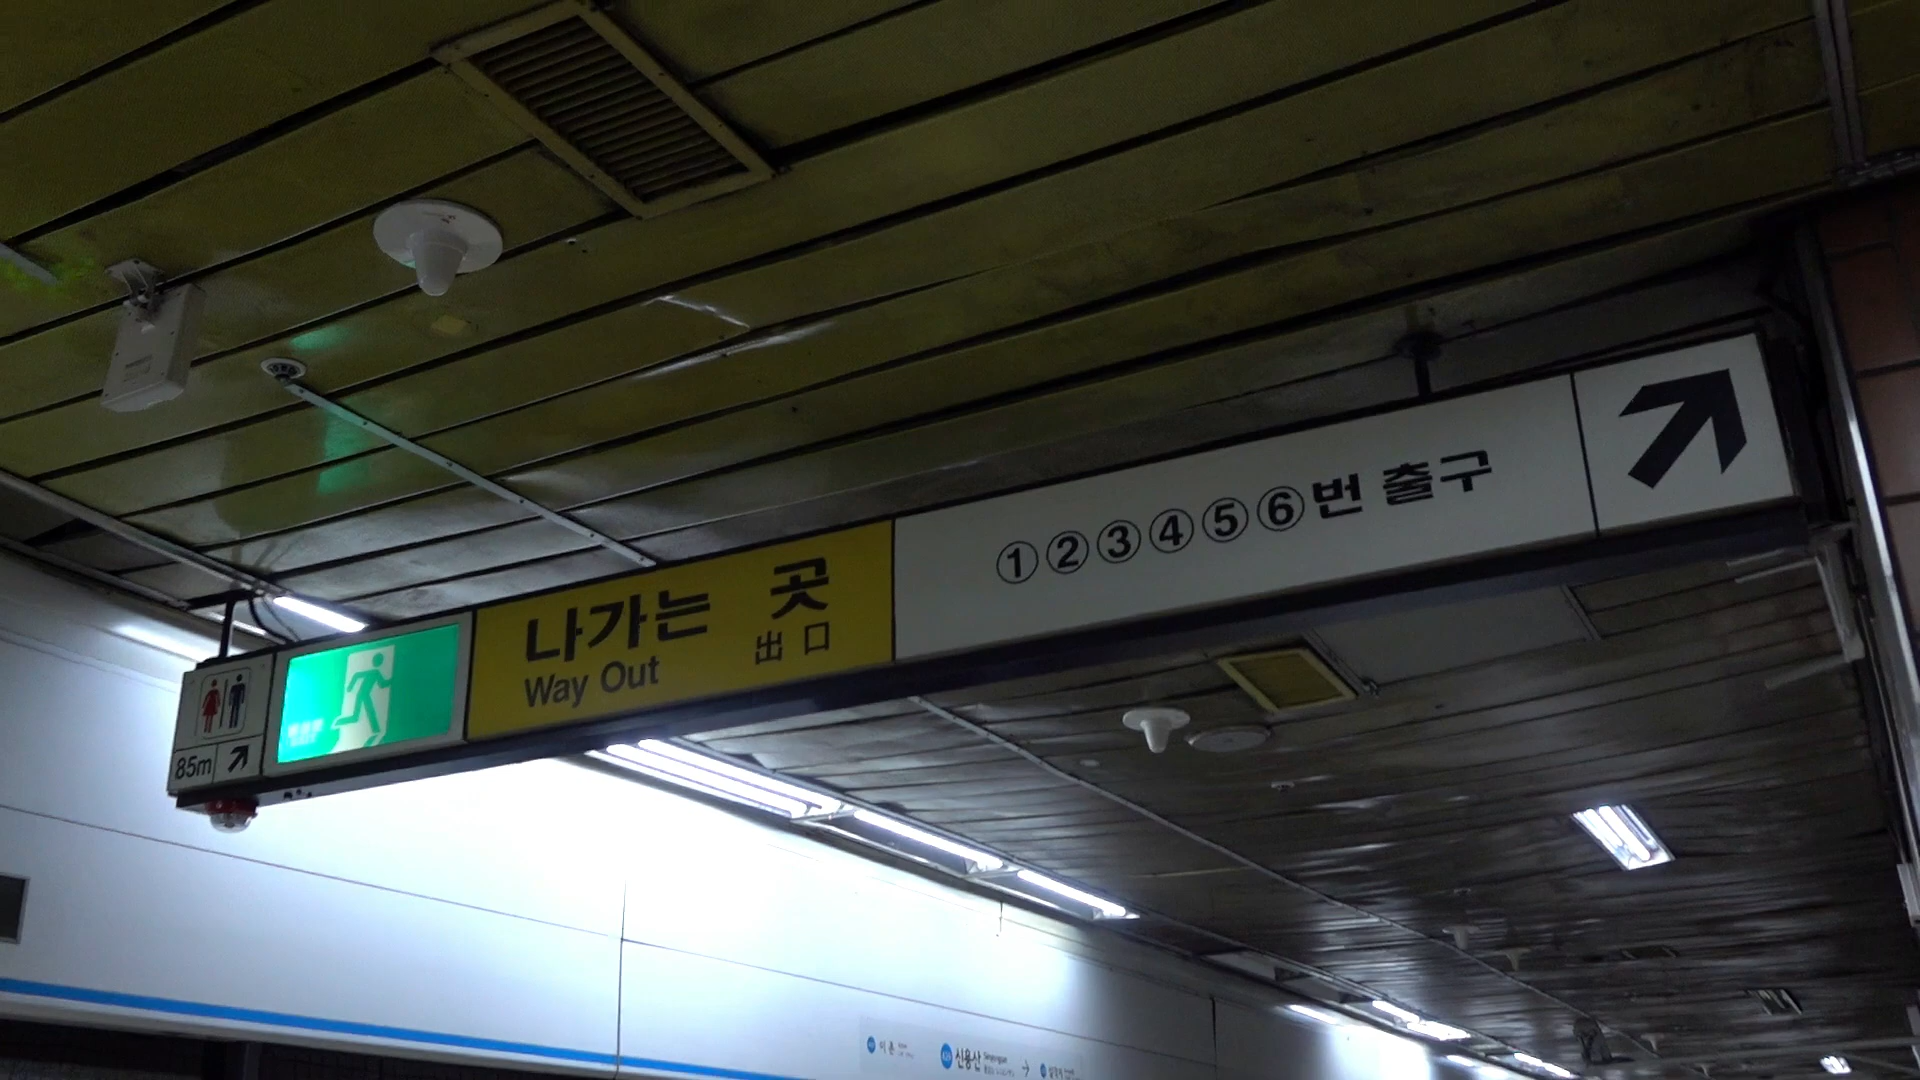 85m
나가는 곳
Way Out 出口
①②③④⑤⑥번 출구
이촌
신용산